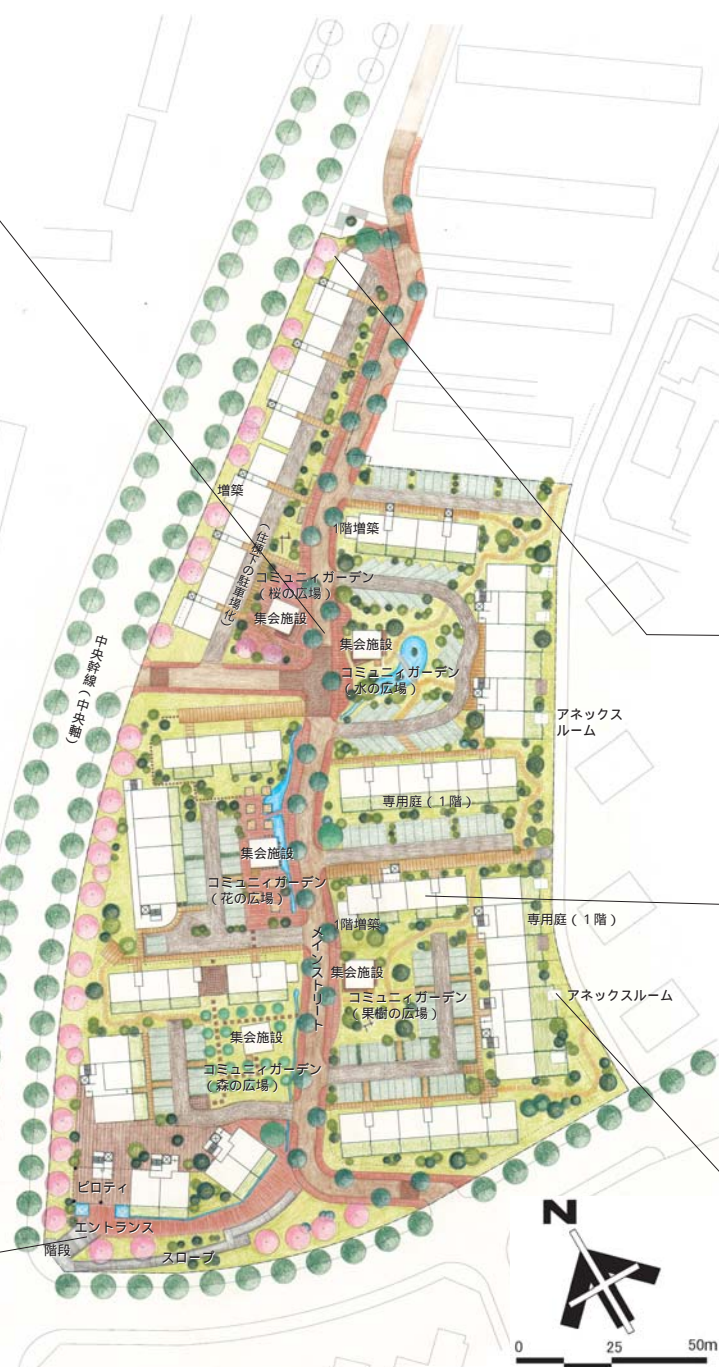 増築
1階増築
(住棟下の駐車場化)
コミュニィガーデン
(桜の広場)
集会施設
集会施設
コミュニィガーデン
(水の広場)
中央幹線(中央軸)
アネックス
ルーム
専用庭(1階)
集会施設
コミュニィガーデン
(花の広場)
1階増築
専用庭(1階)
メインストリート
集会施設
コミュニィガーデン
(果樹の広場)
アネックスルーム
集会施設
コミュニィガーデン
(森の広場)
ピロティ
エントランス
階段
スロープ
N
0 25 50m